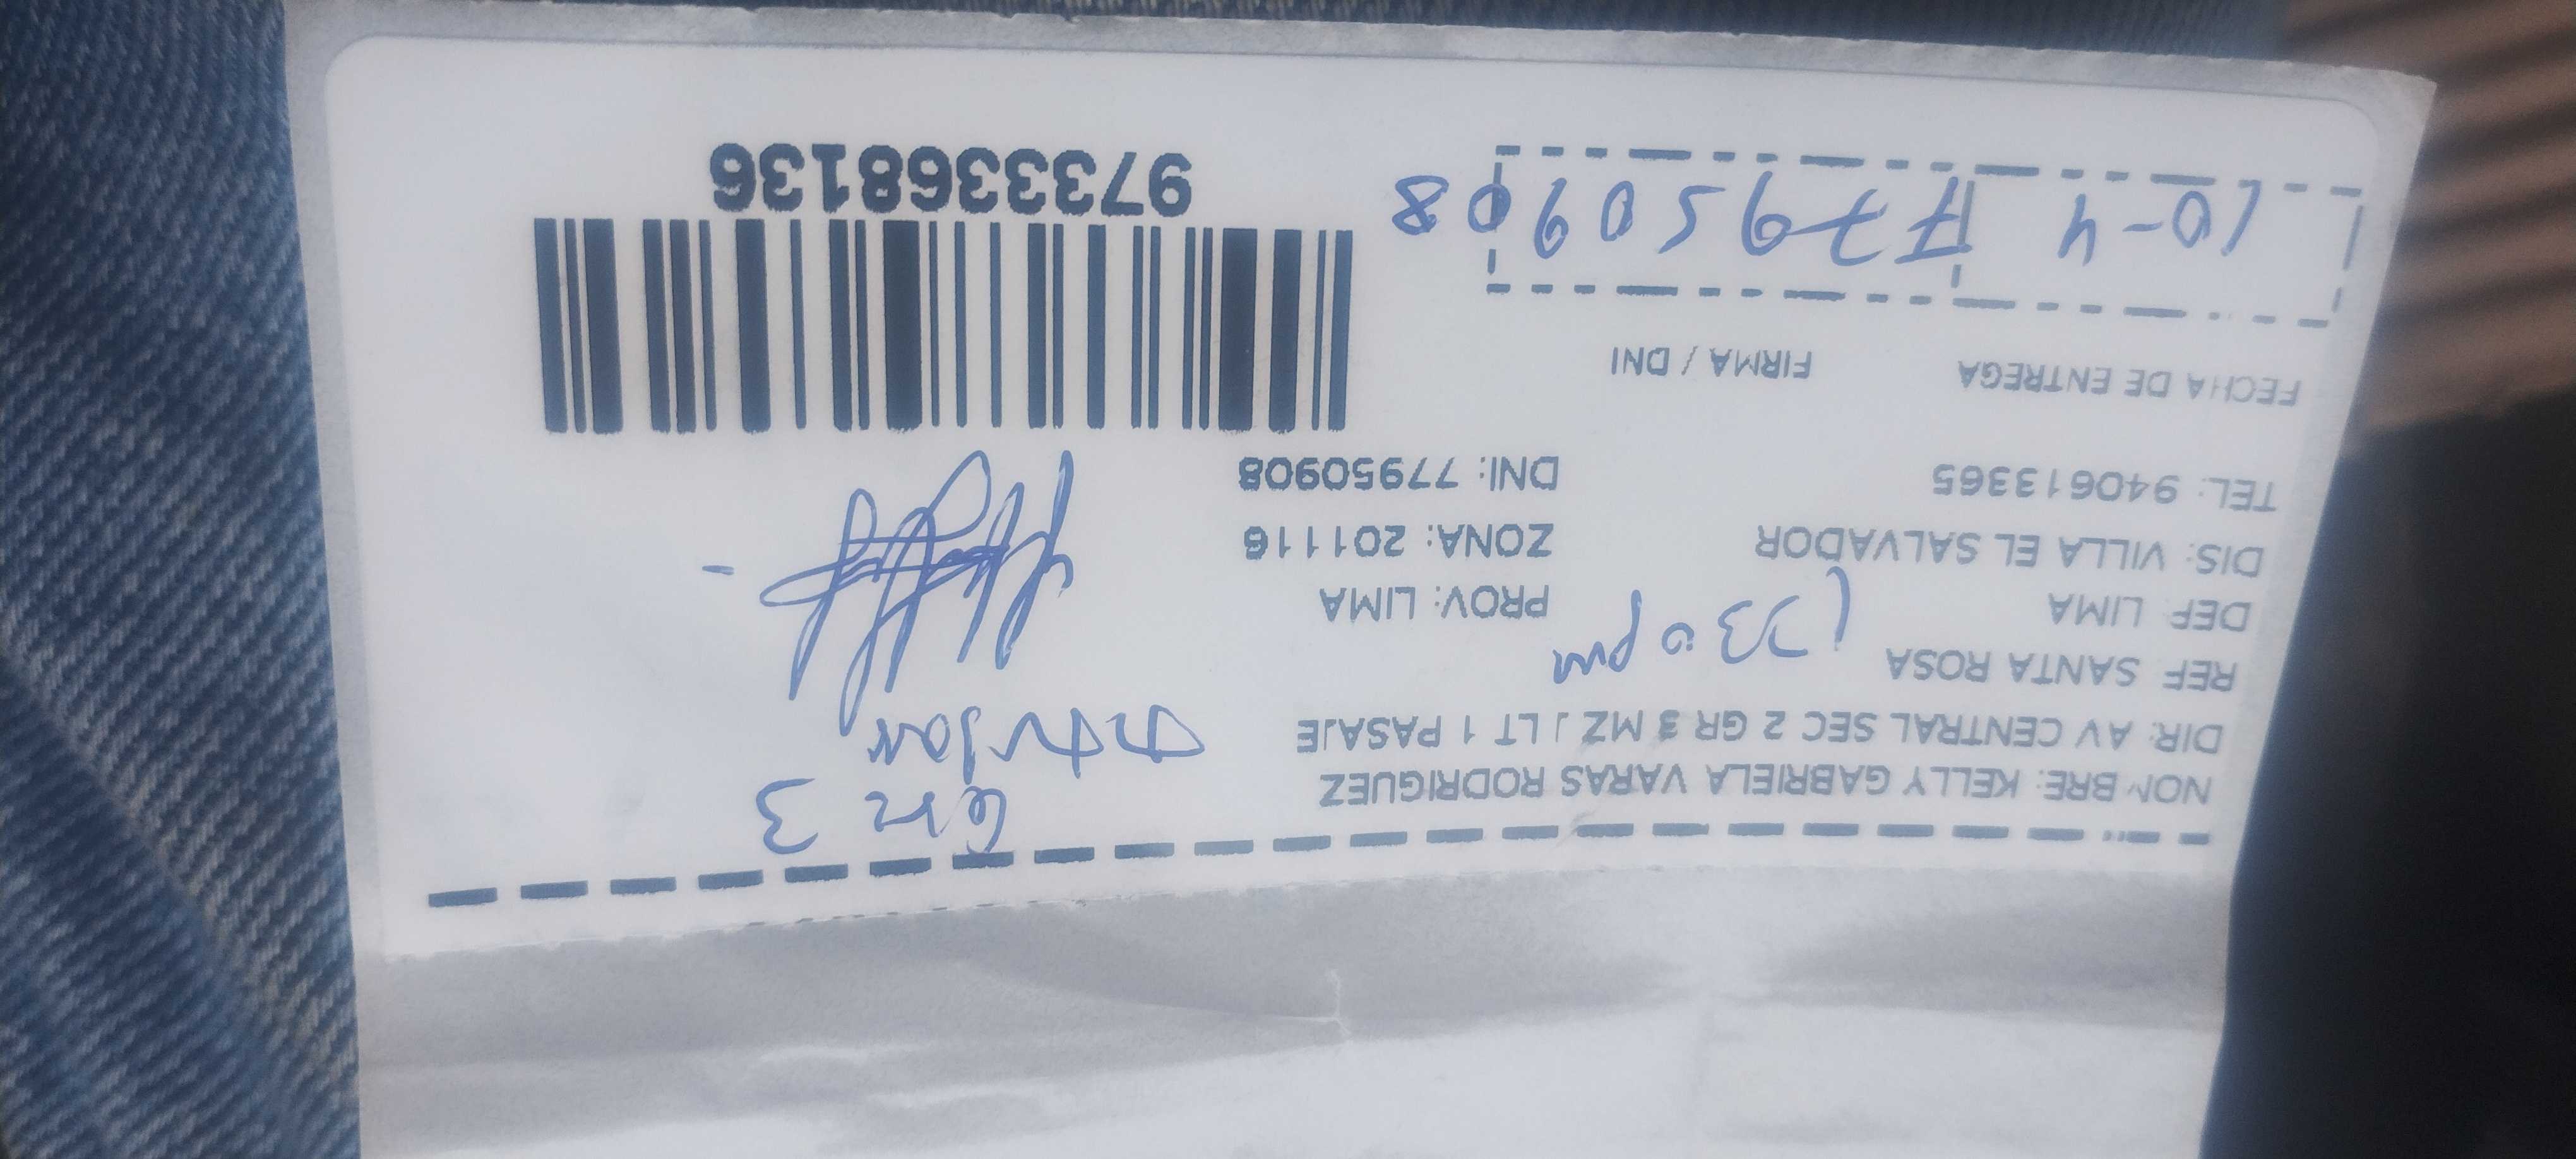 NOMBRE: KELLY GABRIELA VARAS RODRIGUEZ
Gr 3
DIR: AV CENTRAL SEC 2 GR 3 MZ J LT 1 PASAJE
REF SANTA ROSA
DEP LIMA
PROV: LIMA
DIS: VILLA EL SALVADOR
ZONA: 201116
TEL: 940613365
DNI: 77950908
FECHA DE ENTREGA
FIRMA / DNI
10-4
77950908
9733368136